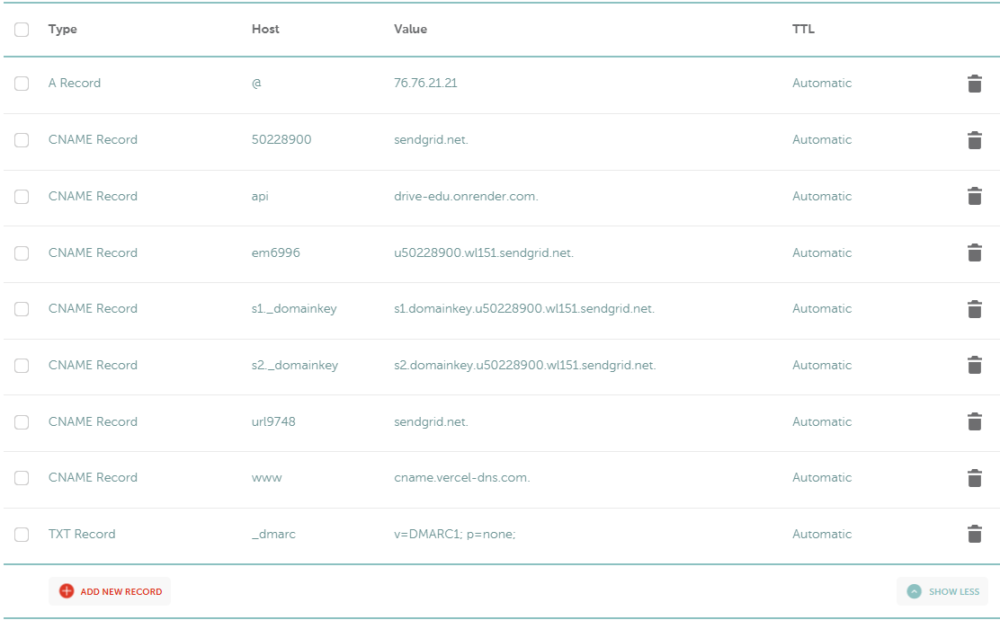 Type Host Value TTL
A Record @ 76.76.21.21 Automatic
CNAME Record 50228900 sendgrid.net. Automatic
CNAME Record api drive-edu.onrender.com. Automatic
CNAME Record em6996 u50228900.wl151.sendgrid.net. Automatic
CNAME Record s1._domainkey s1.domainkey.u50228900.wl151.sendgrid.net. Automatic
CNAME Record s2._domainkey s2.domainkey.u50228900.wl151.sendgrid.net. Automatic
CNAME Record url9748 sendgrid.net. Automatic
CNAME Record www cname.vercel-dns.com. Automatic
TXT Record _dmarc v=DMARC1; p=none; Automatic
ADD NEW RECORD SHOW LESS